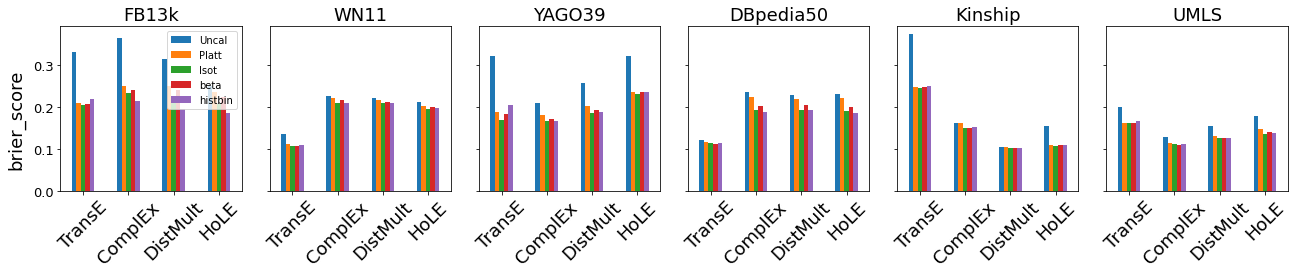 FB13k
WN11
YAGO39
DBpedia50
Kinship
UMLS
brier_score
0.3
0.2
0.1
0.0
Uncal
Platt
Isot
beta
histbin
TransE
ComplEx
DistMult
HoLE
TransE
ComplEx
DistMult
HoLE
TransE
ComplEx
DistMult
HoLE
TransE
ComplEx
DistMult
HoLE
TransE
ComplEx
DistMult
HoLE
TransE
ComplEx
DistMult
HoLE